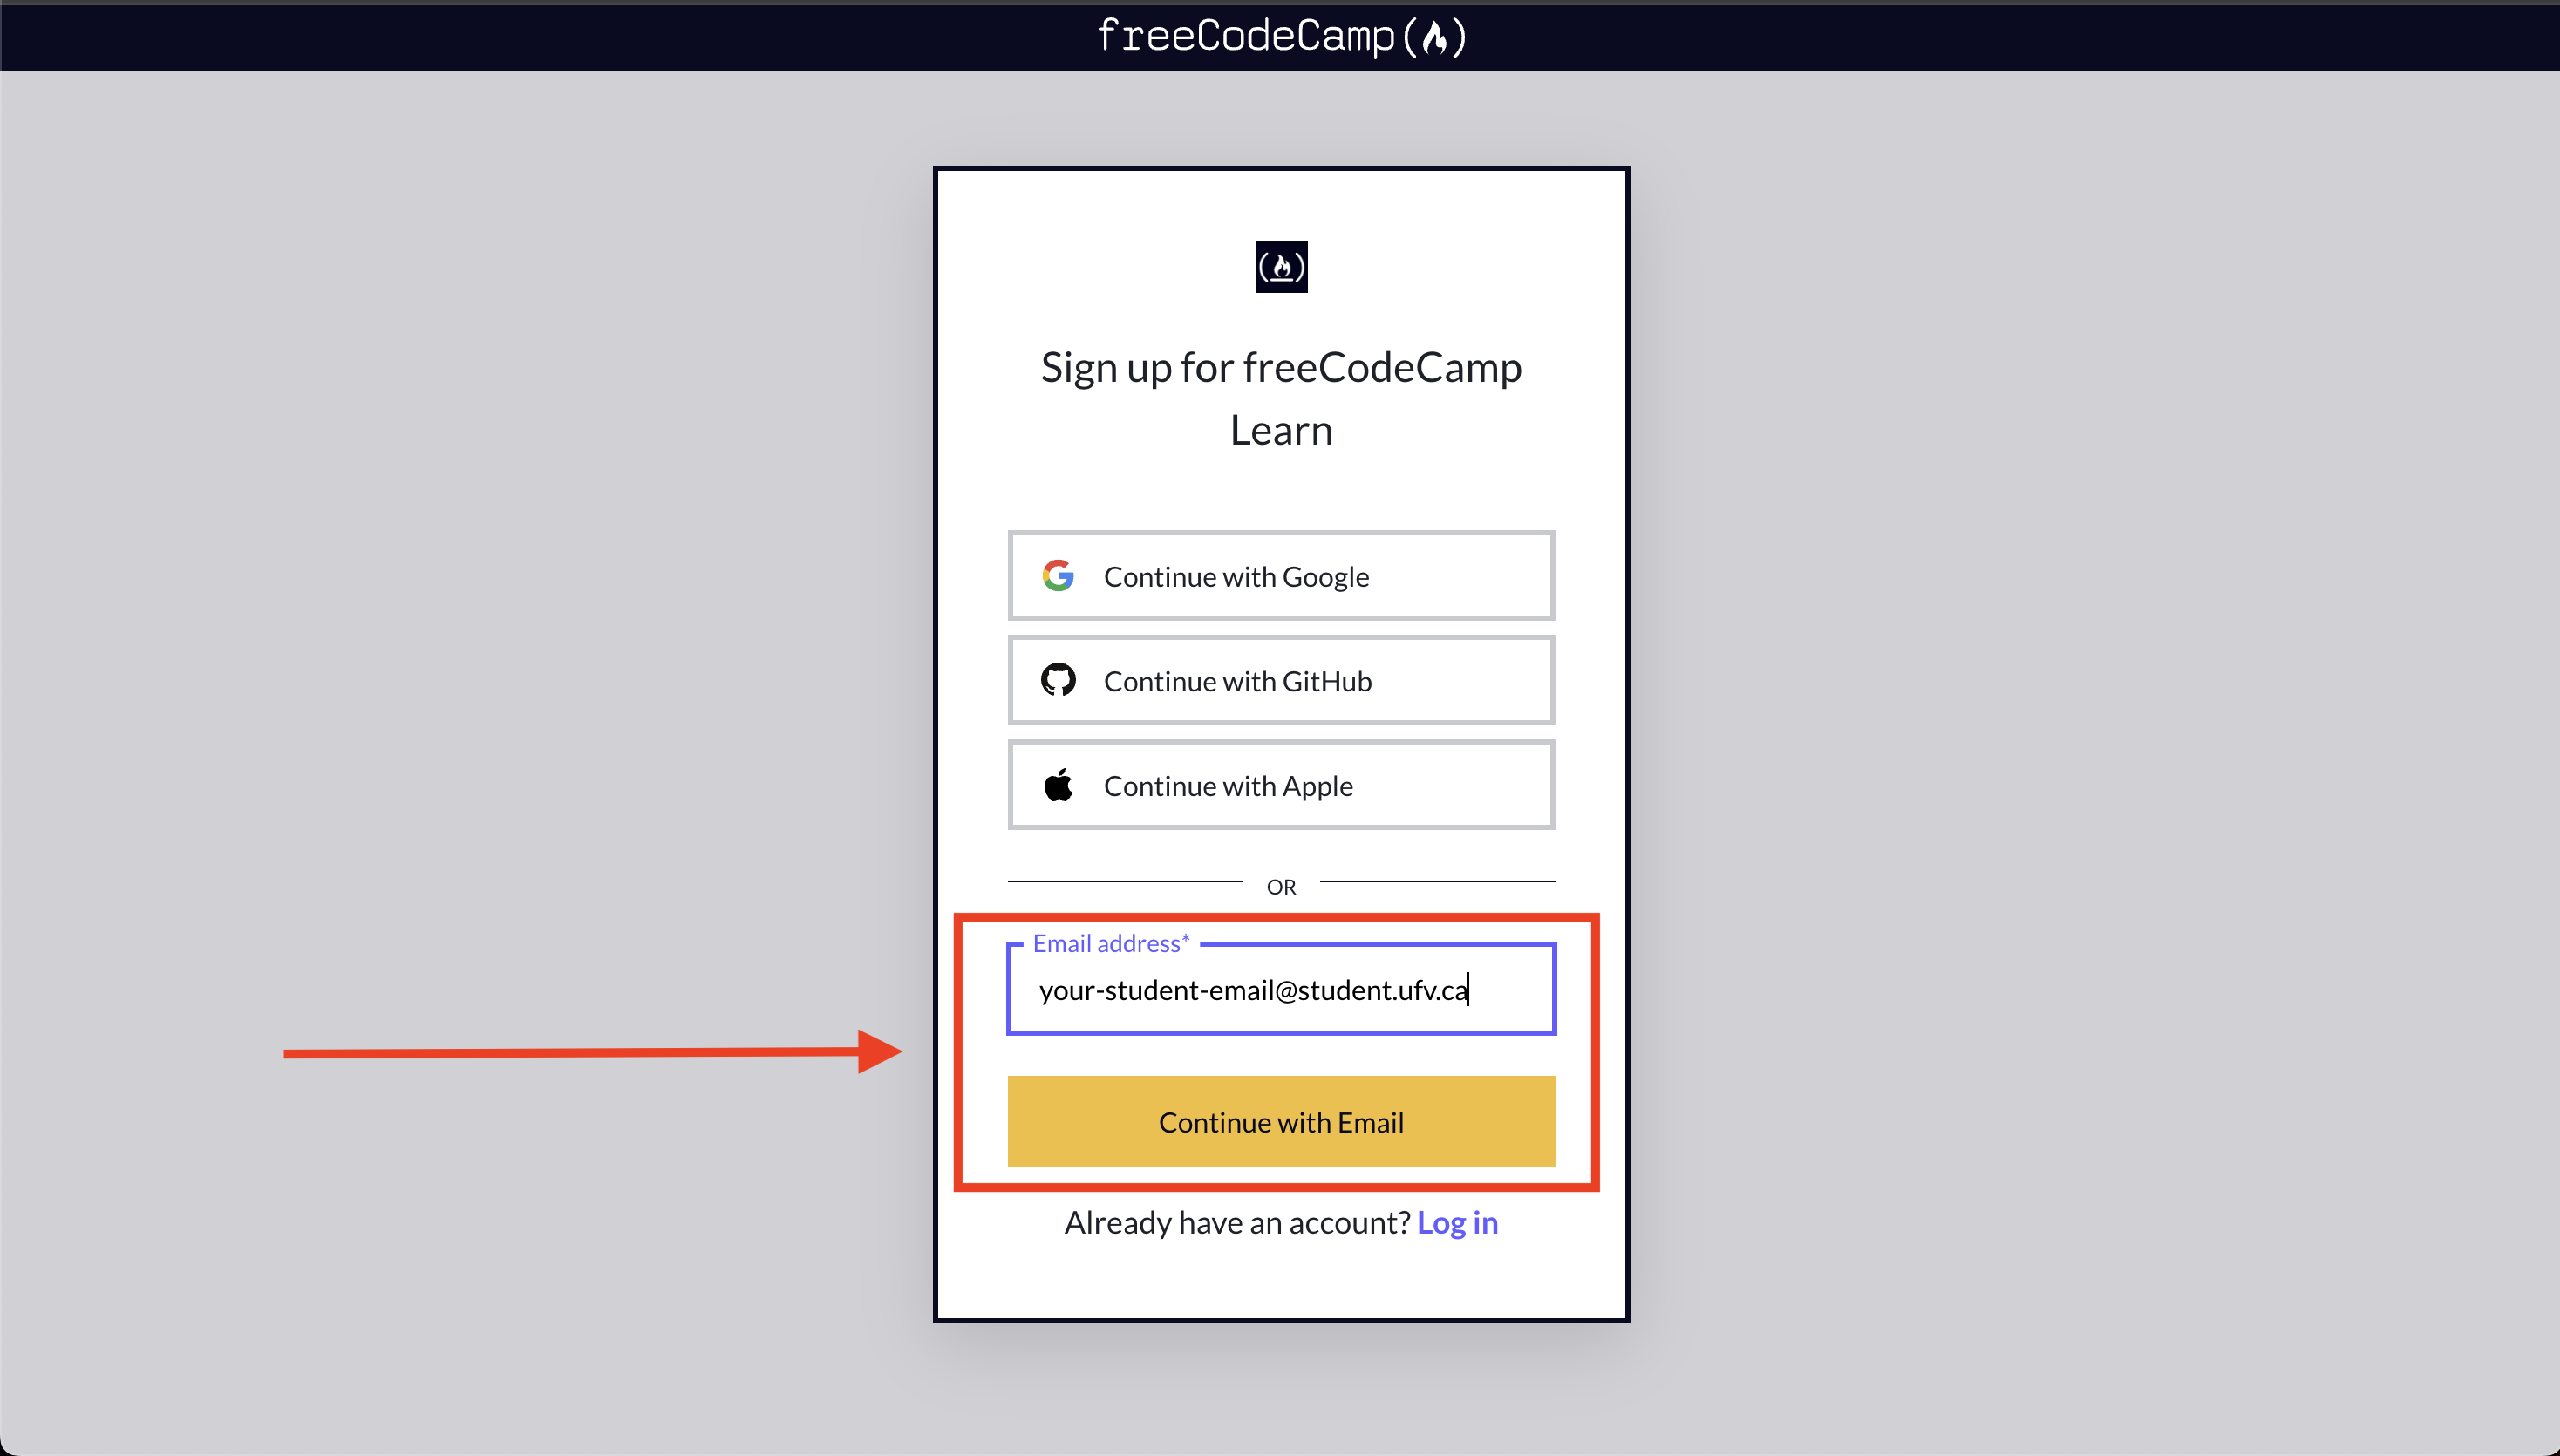 freeCodeCamp
Sign up for freeCodeCamp
Learn
Continue with Google
Continue with GitHub
Continue with Apple
OR
Email address*
your-student-email@student.ufv.ca
Continue with Email
Already have an account? Log in